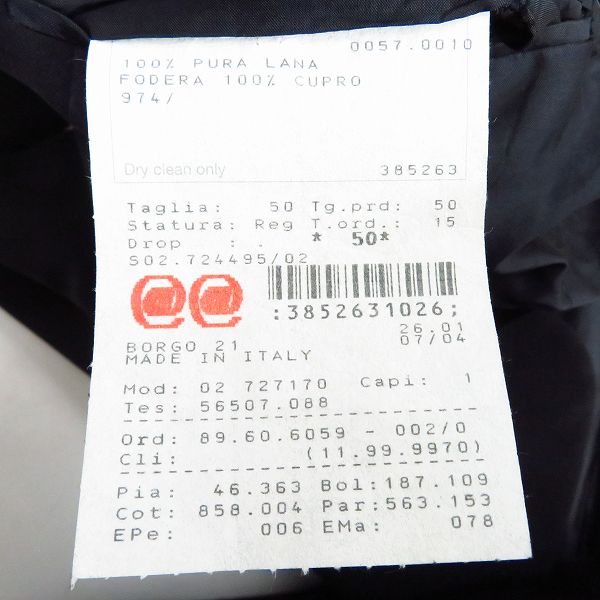 0057.0010
100% PURA LANA
FODERA 100% CUPRO
974/
Dry clean only 385263
Taglia: 50 Tg.prd: 50
Statura: Reg T.ord.: 15
Drop : . * 50*
S02.724495/02
:3852631026;
26.01
BORGO 21 07/04
MADE IN ITALY
Mod: 02 727170 Capi: 1
Tes: 56507.088
Ord: 89.60.6059 - 002/0
Cli: (11.99.9970)
Pia: 46.363 Bol:187.109
Cot: 858.004 Par:563.153
EPe: 006 EMa: 078